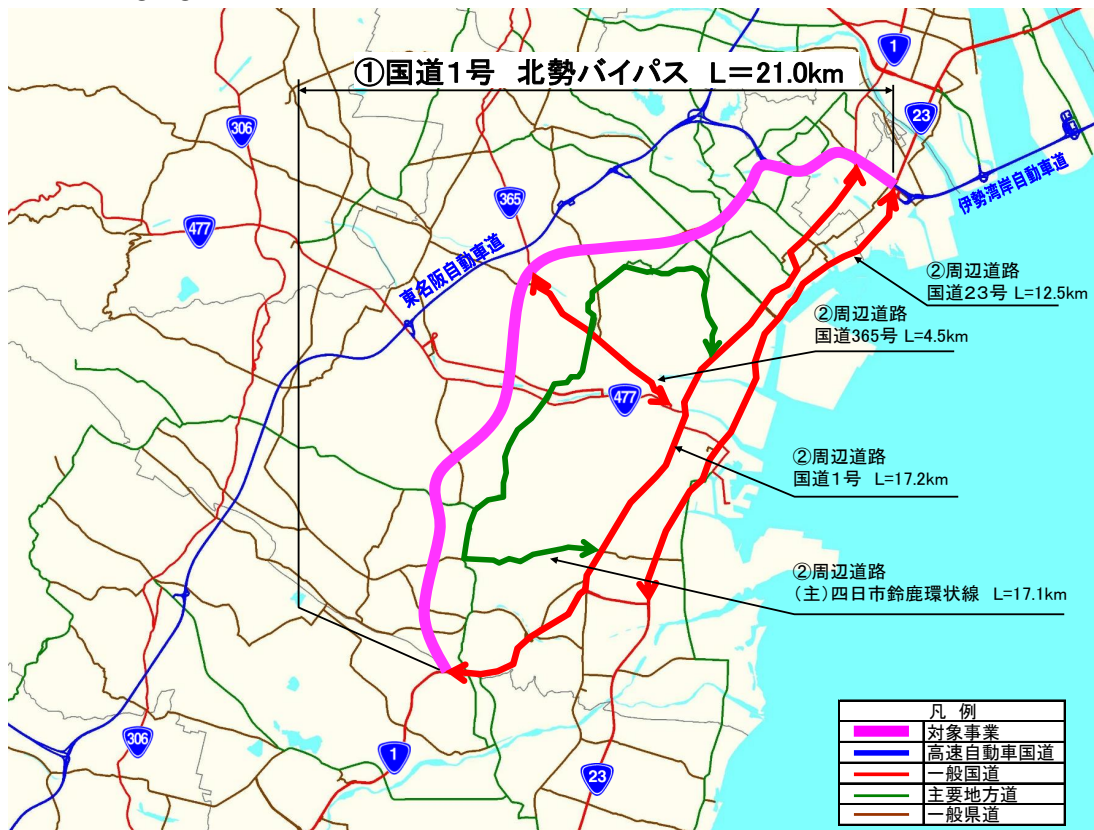 ①国道1号 北勢バイパス L=21.0km
1
23
306
365
477
伊勢湾岸自動車道
東名阪自動車道
②周辺道路
国道23号 L=12.5km
②周辺道路
国道365号 L=4.5km
477
②周辺道路
国道1号 L=17.2km
②周辺道路
(主)四日市鈴鹿環状線 L=17.1km
306
1
23
凡 例
対象事業
高速自動車国道
一般国道
主要地方道
一般県道